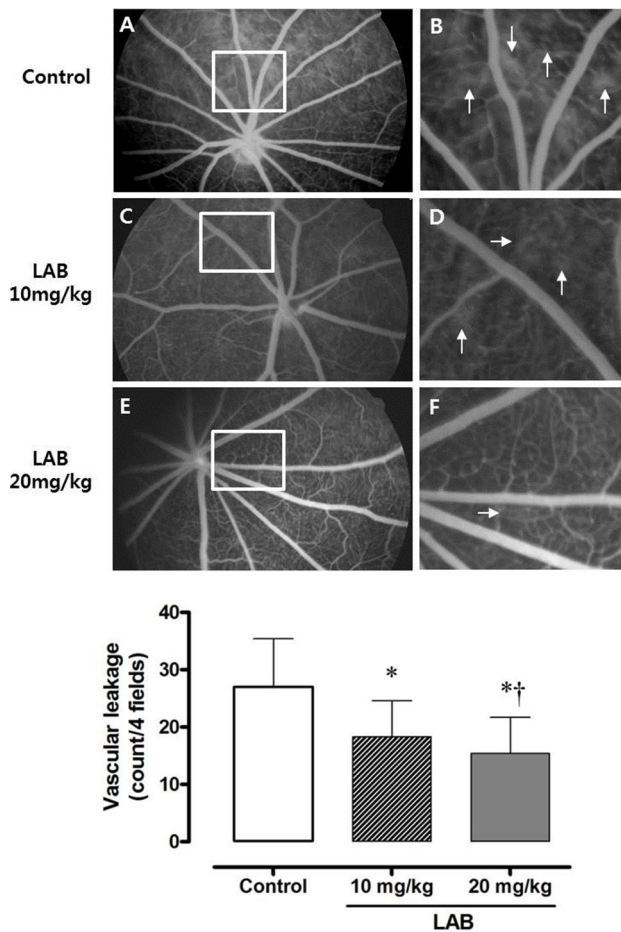 Control
A
B
LAB
10mg/kg
C
D
LAB
20mg/kg
E
F
Vascular leakage
(count/4 fields)
40
30
20
10
0
*
*†
Control
10 mg/kg
20 mg/kg
LAB